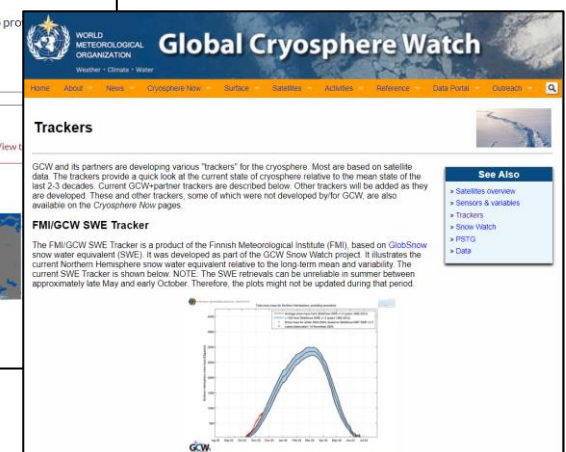 pro
WORLD
METEOROLOGICAL
ORGANIZATION
Weather • Climate • Water
Global Cryosphere Watch
Home About News Cryosphere Now Surface Satellites Activities Reference Data Portal Outreach
Trackers
View t
GCW and its partners are developing various "trackers" for the cryosphere. Most are based on satellite
data. The trackers provide a quick look at the current state of cryosphere relative to the mean state of the
last 2-3 decades. Current GCW+partner trackers are described below. Other trackers will be added as they
are developed. These and other trackers, some of which were not developed by/for GCW, are also
available on the Cryosphere Now pages.
See Also
» Satellites overview
» Sensors & variables
» Trackers
» Snow Watch
» PSTG
» Data
FMI/GCW SWE Tracker
The FMI/GCW SWE Tracker is a product of the Finnish Meteorological Institute (FMI), based on GlobSnow
snow water equivalent (SWE). It was developed as part of the GCW Snow Watch project. It illustrates the
current Northern Hemisphere snow water equivalent relative to the long-term mean and variability. The
current SWE Tracker is shown below. NOTE: The SWE retrievals can be unreliable in summer between
approximately late May and early October. Therefore, the plots might not be updated during that period.
GCW